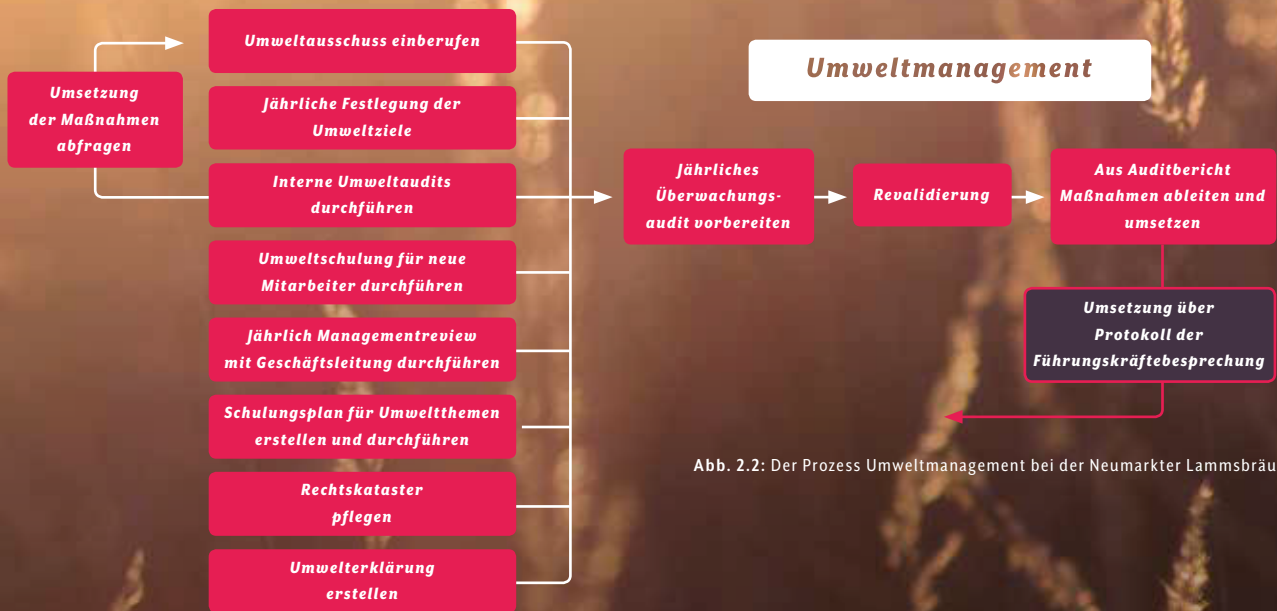 Umweltmanagement
Umsetzung
der Maßnahmen
abfragen
Umweltausschuss einberufen
Jährliche Festlegung der
Umweltziele
Interne Umweltaudits
durchführen
Umweltschulung für neue
Mitarbeiter durchführen
Jährlich Managementreview
mit Geschäftsleitung durchführen
Schulungsplan für Umweltthemen
erstellen und durchführen
Rechtskataster
pflegen
Umwelterklärung
erstellen
Jährliches
Überwachungs-
audit vorbereiten
Revalidierung
Aus Auditbericht
Maßnahmen ableiten und
umsetzen
Umsetzung über
Protokoll der
Führungskräftebesprechung
Abb. 2.2: Der Prozess Umweltmanagement bei der Neumarkter Lammsbräu